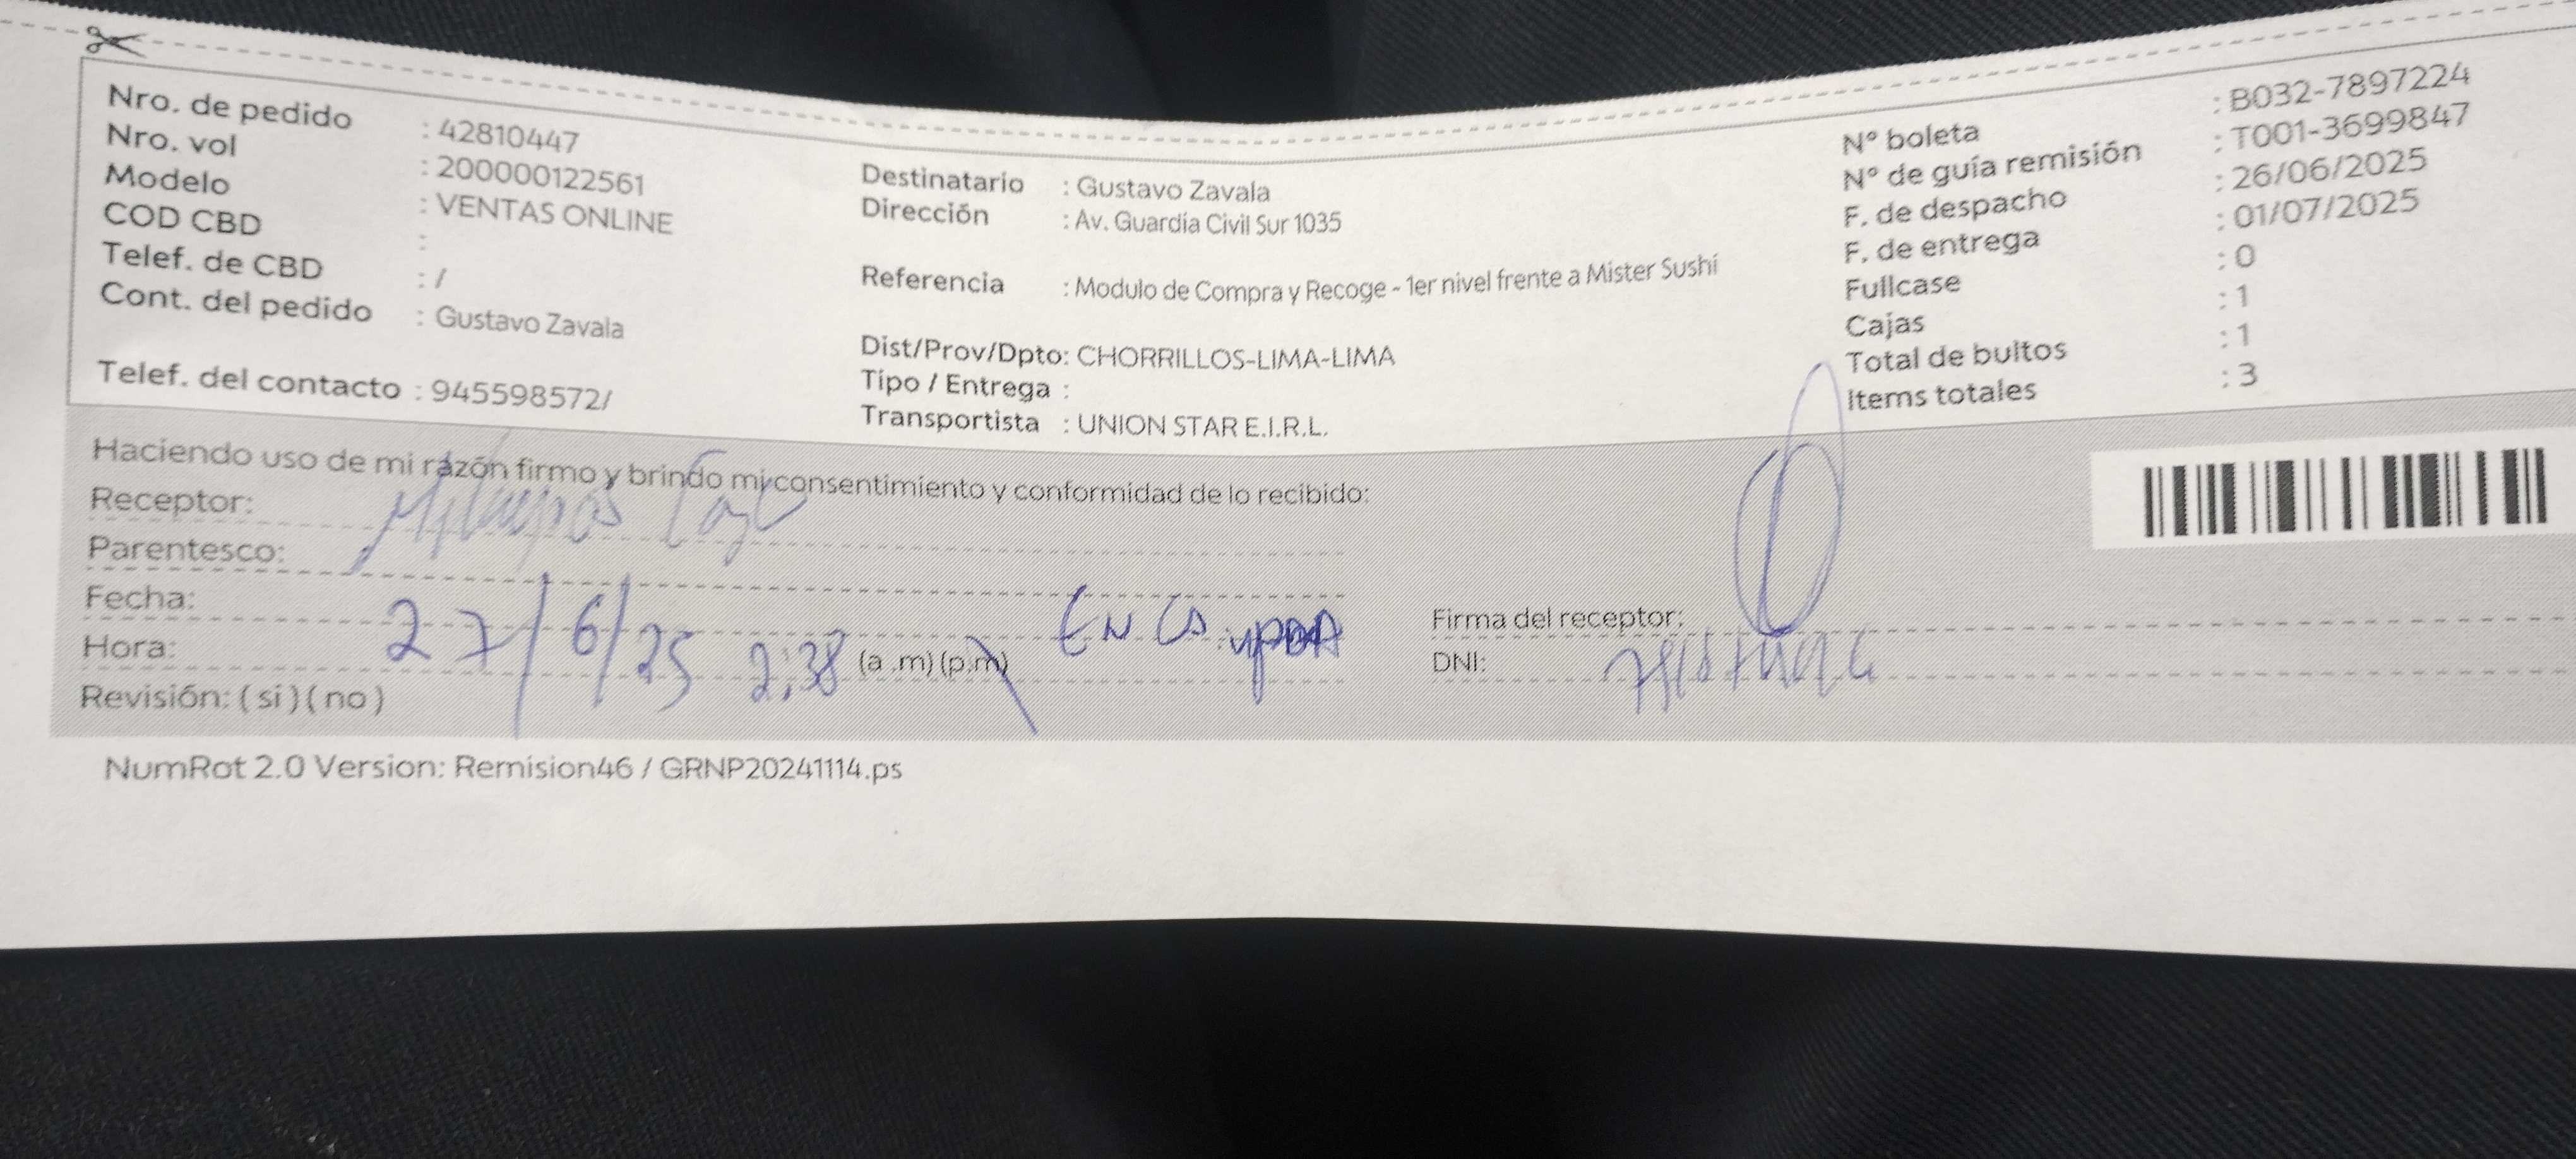 Nro. de pedido : 42810447
Nro. vol : 200000122561
Modelo : VENTAS ONLINE
COD CBD :
Telef. de CBD : /
Cont. del pedido : Gustavo Zavala
Telef. del contacto : 945598572/
Destinatario : Gustavo Zavala
Dirección : Av. Guardia Civil Sur 1035
Referencia : Modulo de Compra y Recoge - 1er nivel frente a Mister Sushi
Dist/Prov/Dpto: CHORRILLOS-LIMA-LIMA
Tipo / Entrega :
Transportista : UNION STAR E.I.R.L.
N° boleta : B032-7897224
N° de guía remisión : T001-3699847
F. de despacho : 26/06/2025
F. de entrega : 01/07/2025
Fullcase : 0
Cajas : 1
Total de bultos : 1
Items totales : 3
Haciendo uso de mi razón firmo y brindo mi consentimiento y conformidad de lo recibido:
Receptor:
Parentesco:
Fecha: 27/6/25
Hora: 2:38 (a .m) (p.m)
Revisión: ( si ) ( no )
Firma del receptor:
DNI:
NumRot 2.0 Version: Remision46 / GRNP20241114.ps